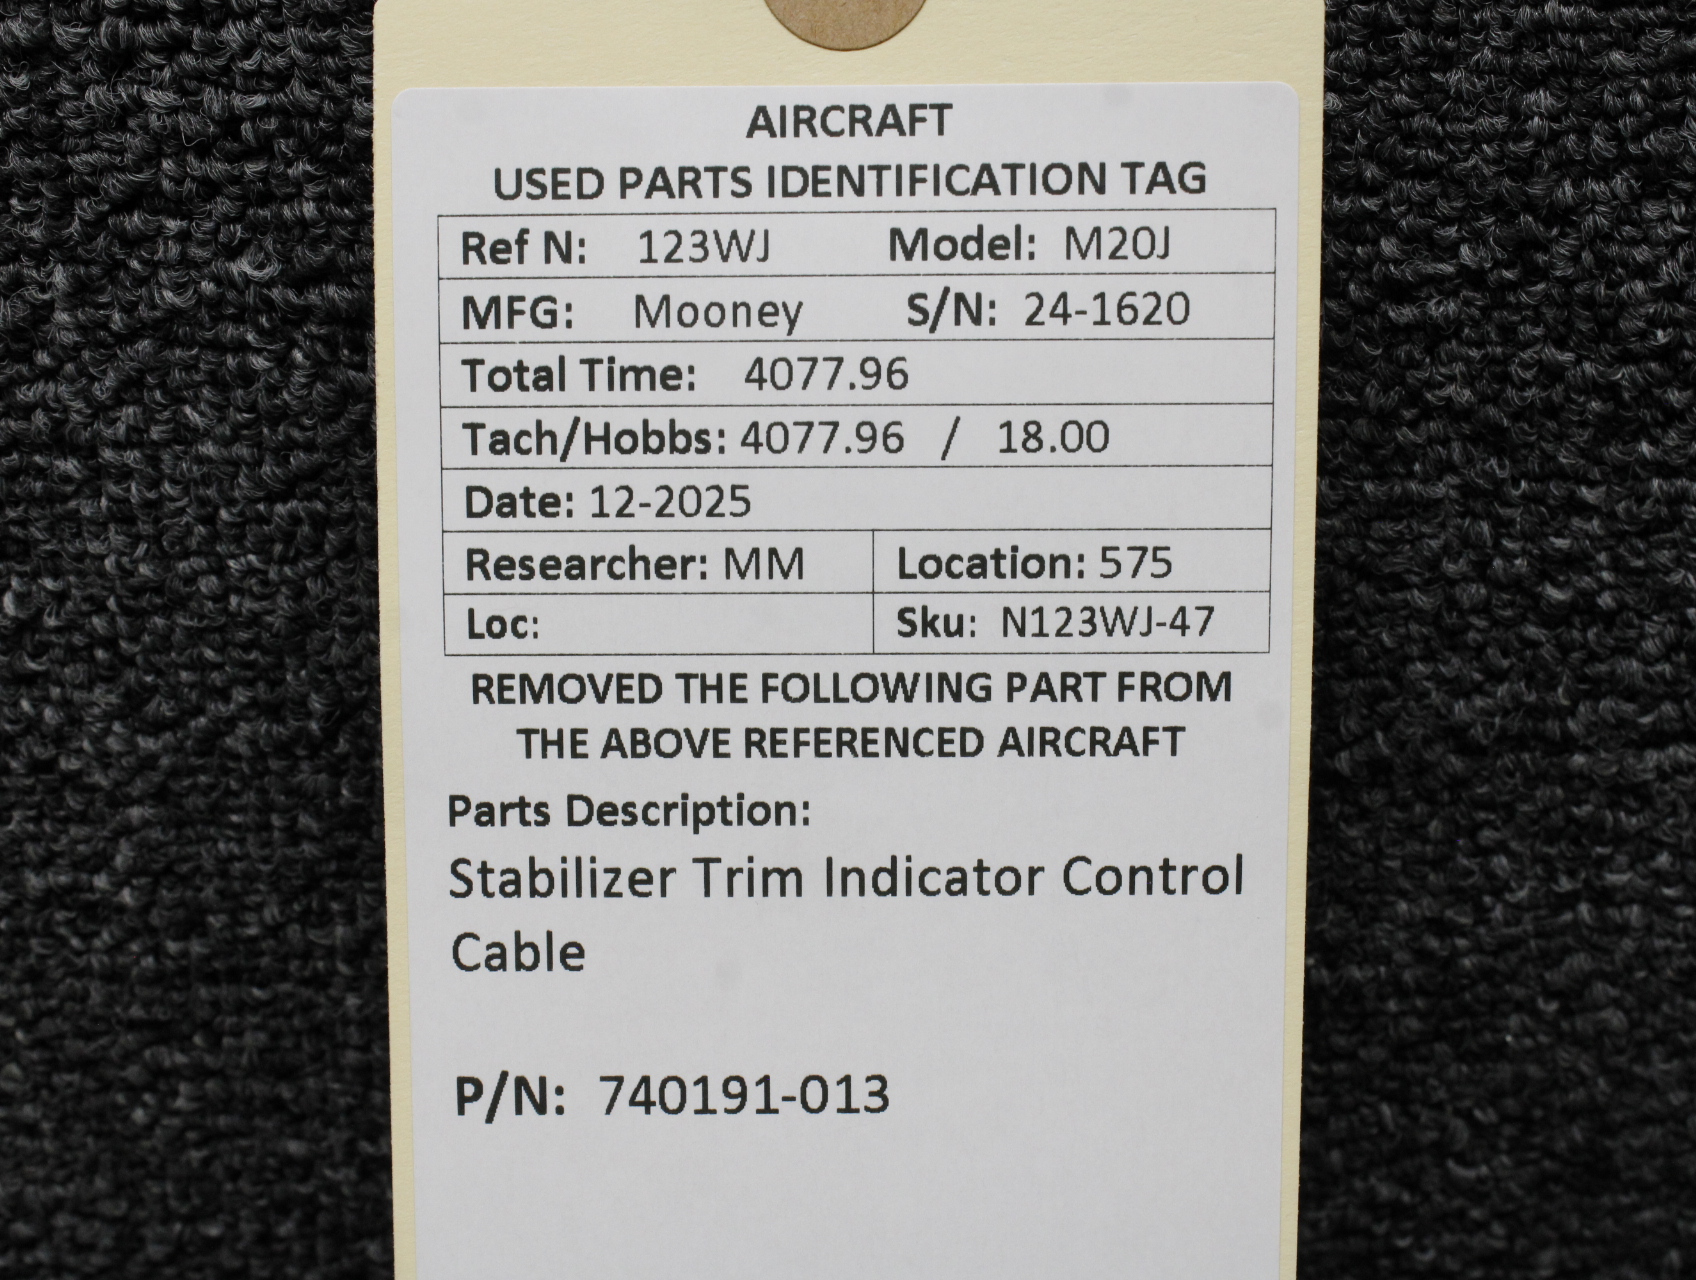 AIRCRAFT
USED PARTS IDENTIFICATION TAG
Ref N: 123WJ Model: M20J
MFG: Mooney S/N: 24-1620
Total Time: 4077.96
Tach/Hobbs: 4077.96 / 18.00
Date: 12-2025
Researcher: MM Location: 575
Loc: Sku: N123WJ-47
REMOVED THE FOLLOWING PART FROM
THE ABOVE REFERENCED AIRCRAFT
Parts Description:
Stabilizer Trim Indicator Control
Cable
P/N: 740191-013